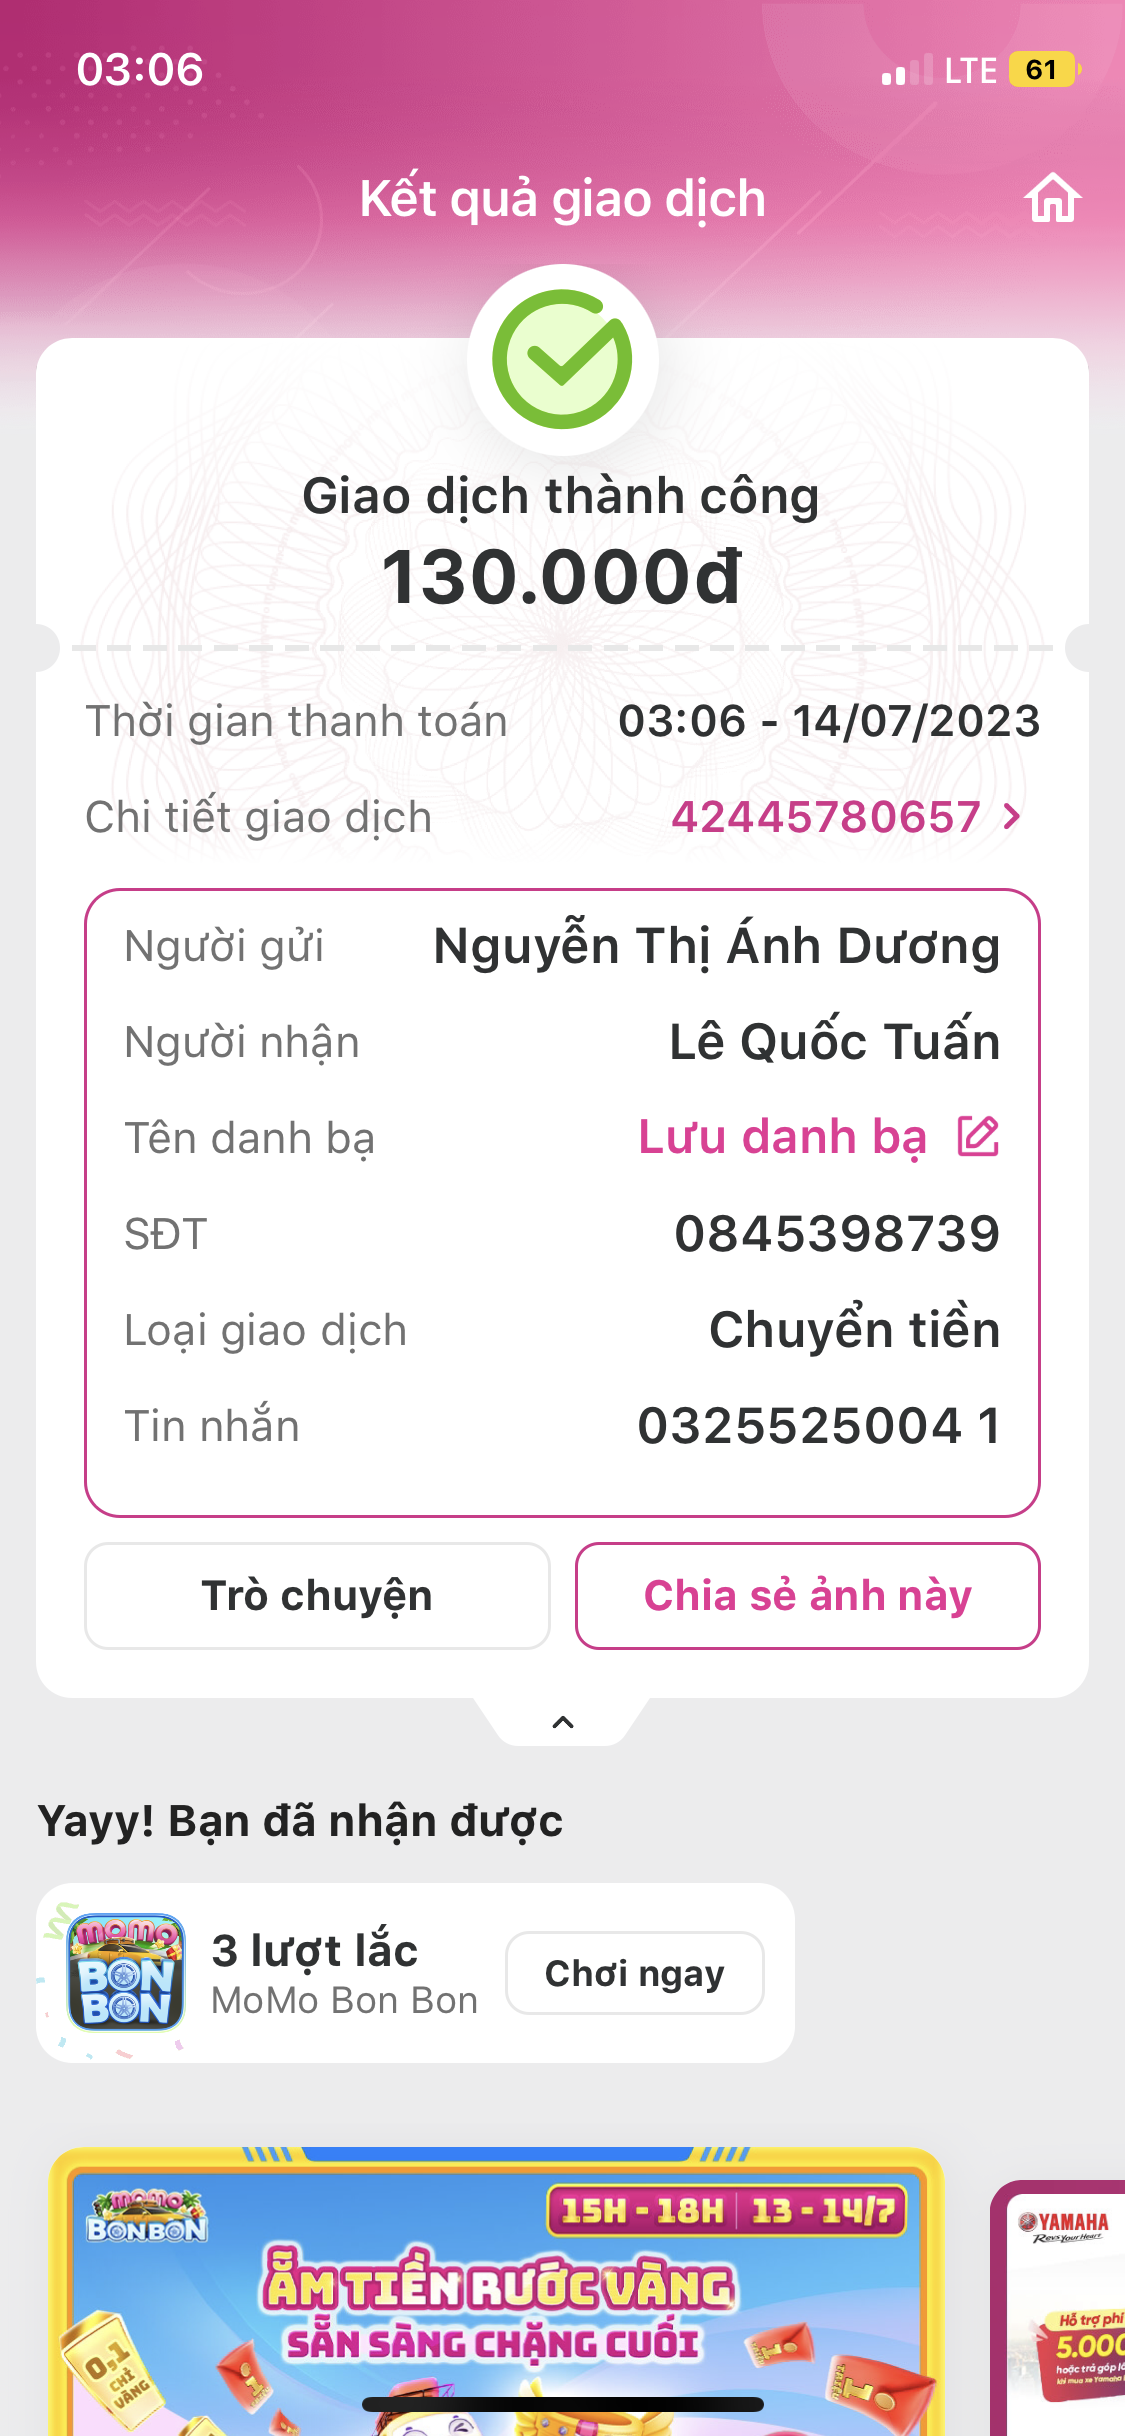 03:06
LTE 61
Kết quả giao dịch
Giao dịch thành công
130.000đ
Thời gian thanh toán 03:06 - 14/07/2023
Chi tiết giao dịch 42445780657
Người gửi Nguyễn Thị Ánh Dương
Người nhận Lê Quốc Tuấn
Tên danh bạ Lưu danh bạ
SĐT 0845398739
Loại giao dịch Chuyển tiền
Tin nhắn 0325525004 1
Trò chuyện Chia sẻ ảnh này
Yayy! Bạn đã nhận được
MOMO
BON
BON
3 lượt lắc
MoMo Bon Bon
Chơi ngay
MOMO
BONBON
15H - 18H 13 - 14/7
ẴM TIỀN RƯỚC VÀNG
SẴN SÀNG CHẶNG CUỐI
0,1
CHỈ
VÀNG
YAMAHA
Revs Your Heart
Hỗ trợ phí
5.000
hoặc trả góp lã
khi mua xe Yamaha